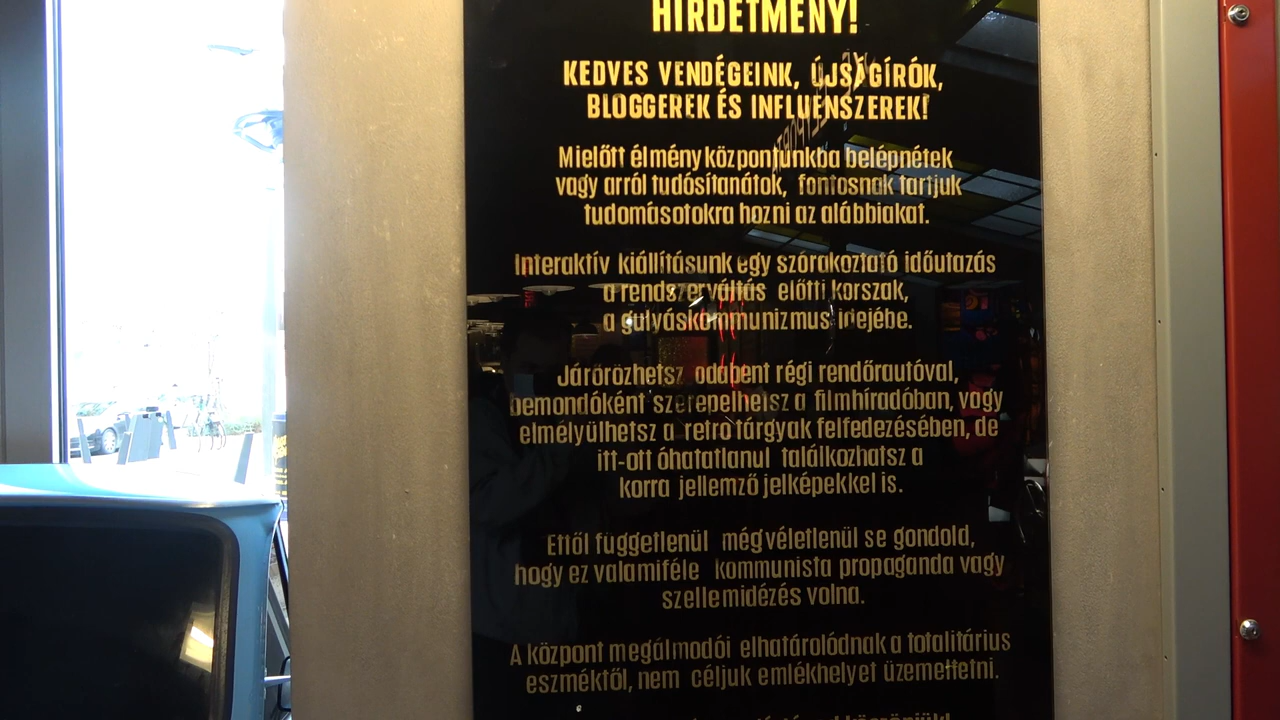 HIRDETMÉNY!
KEDVES VENDÉGEINK, ÚJSÁGÍRÓK,
BLOGGEREK ÉS INFLUENSZEREK!
Mielőtt élményközpontunkba belépnétek
vagy arról tudósítanátok, fontosnak tartjuk
tudomásotokra hozni az alábbiakat.
Interaktív kiállításunk egy szórakoztató időutazás
a rendszerváltás előtti korszak,
a gulyáskommunizmus idejébe.
Járőrözhetsz odabent régi rendőrautóval,
bemondóként szerepelhetsz a filmhíradóban, vagy
elmélyülhetsz a retro tárgyak felfedezésében, de
itt-ott óhatatlanul találkozhatsz a
korra jellemző jelképekkel is.
Ettől függetlenül még véletlenül se gondold,
hogy ez valamiféle kommunista propaganda vagy
szellemidézés volna.
A központ megálmodói elhatárolódnak a totalitárius
eszméktől, nem céljuk emlékhelyet üzemeltetni.